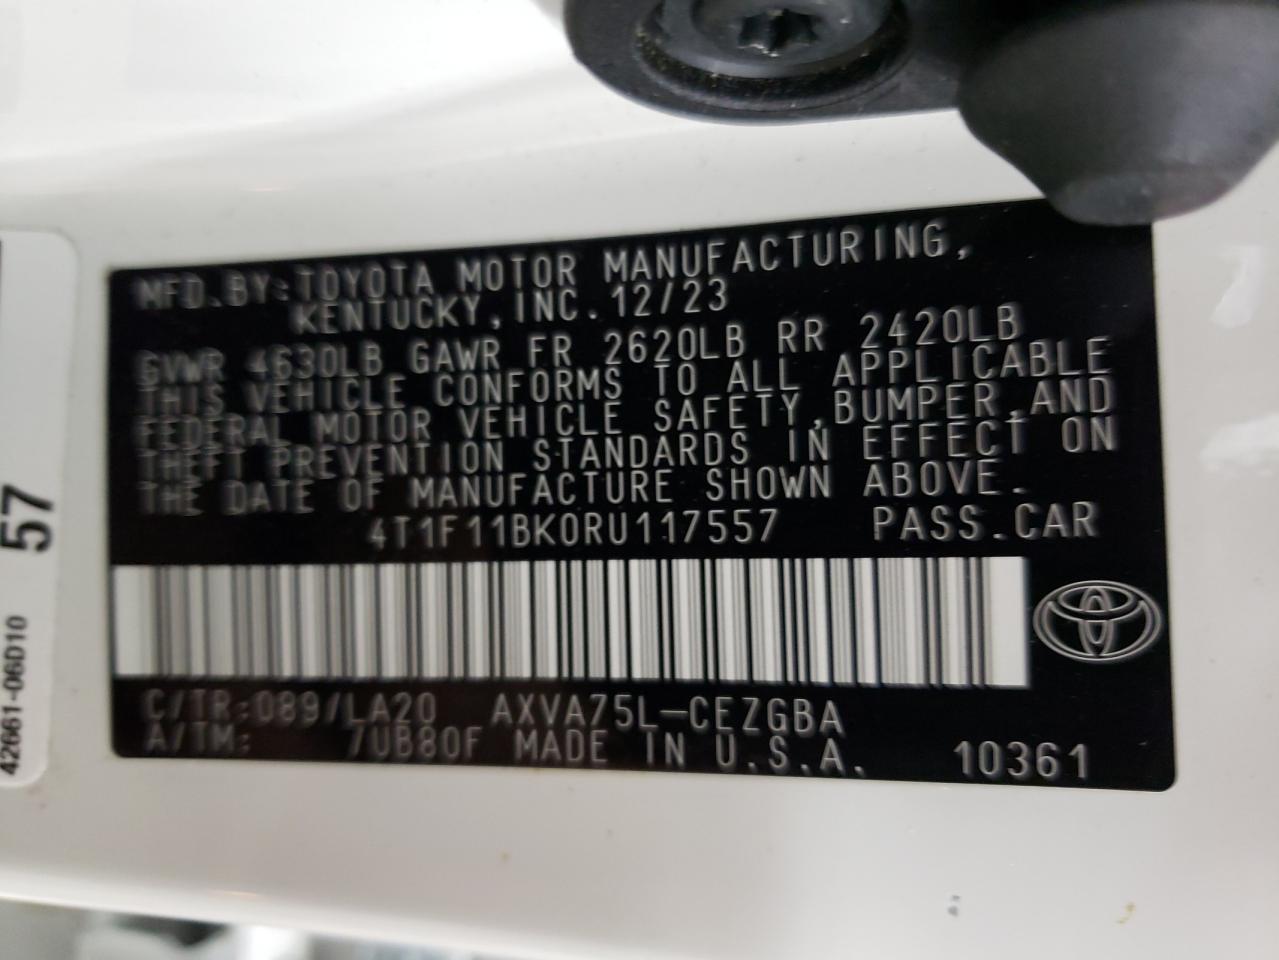 MFD.BY:TOYOTA MOTOR MANUFACTURING,
KENTUCKY,INC.12/23
GVWR 4630LB GAWR FR 2620LB RR 2420LB
THIS VEHICLE CONFORMS TO ALL APPLICABLE
FEDERAL MOTOR VEHICLE SAFETY,BUMPER,AND
THEFT PREVENTION STANDARDS IN EFFECT ON
THE DATE OF MANUFACTURE SHOWN ABOVE.
4T1F11BK0RU117557 PASS.CAR
C/TR:089/LA20 AXVA75L-CEZGBA
A/TM: /UB80F MADE IN U.S.A. 10361
57
42661-06D10